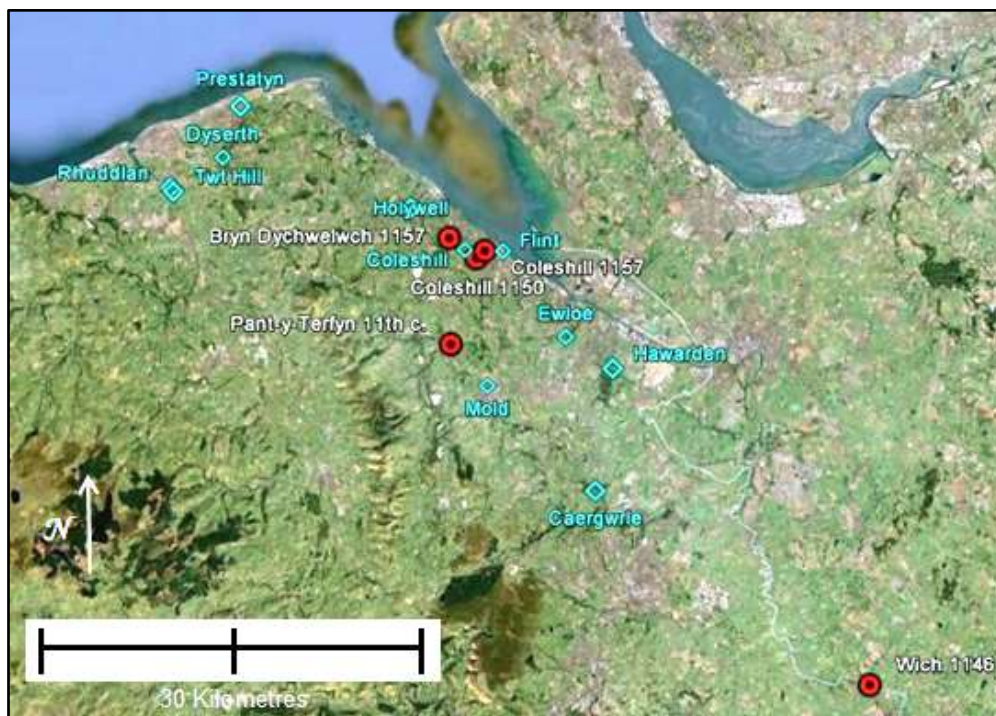 Prestatyn
Dyserth
Rhuddlan
Twt Hill
Holywell
Bryn Dychwelwch 1157
Flint
Coleshill
Coleshill 1157
Coleshill 1150
Ewloe
Pant-y-Terfyn 11th c.
Hawarden
Mold
Caergwrle
N
Wich 1146
30 Kilometres